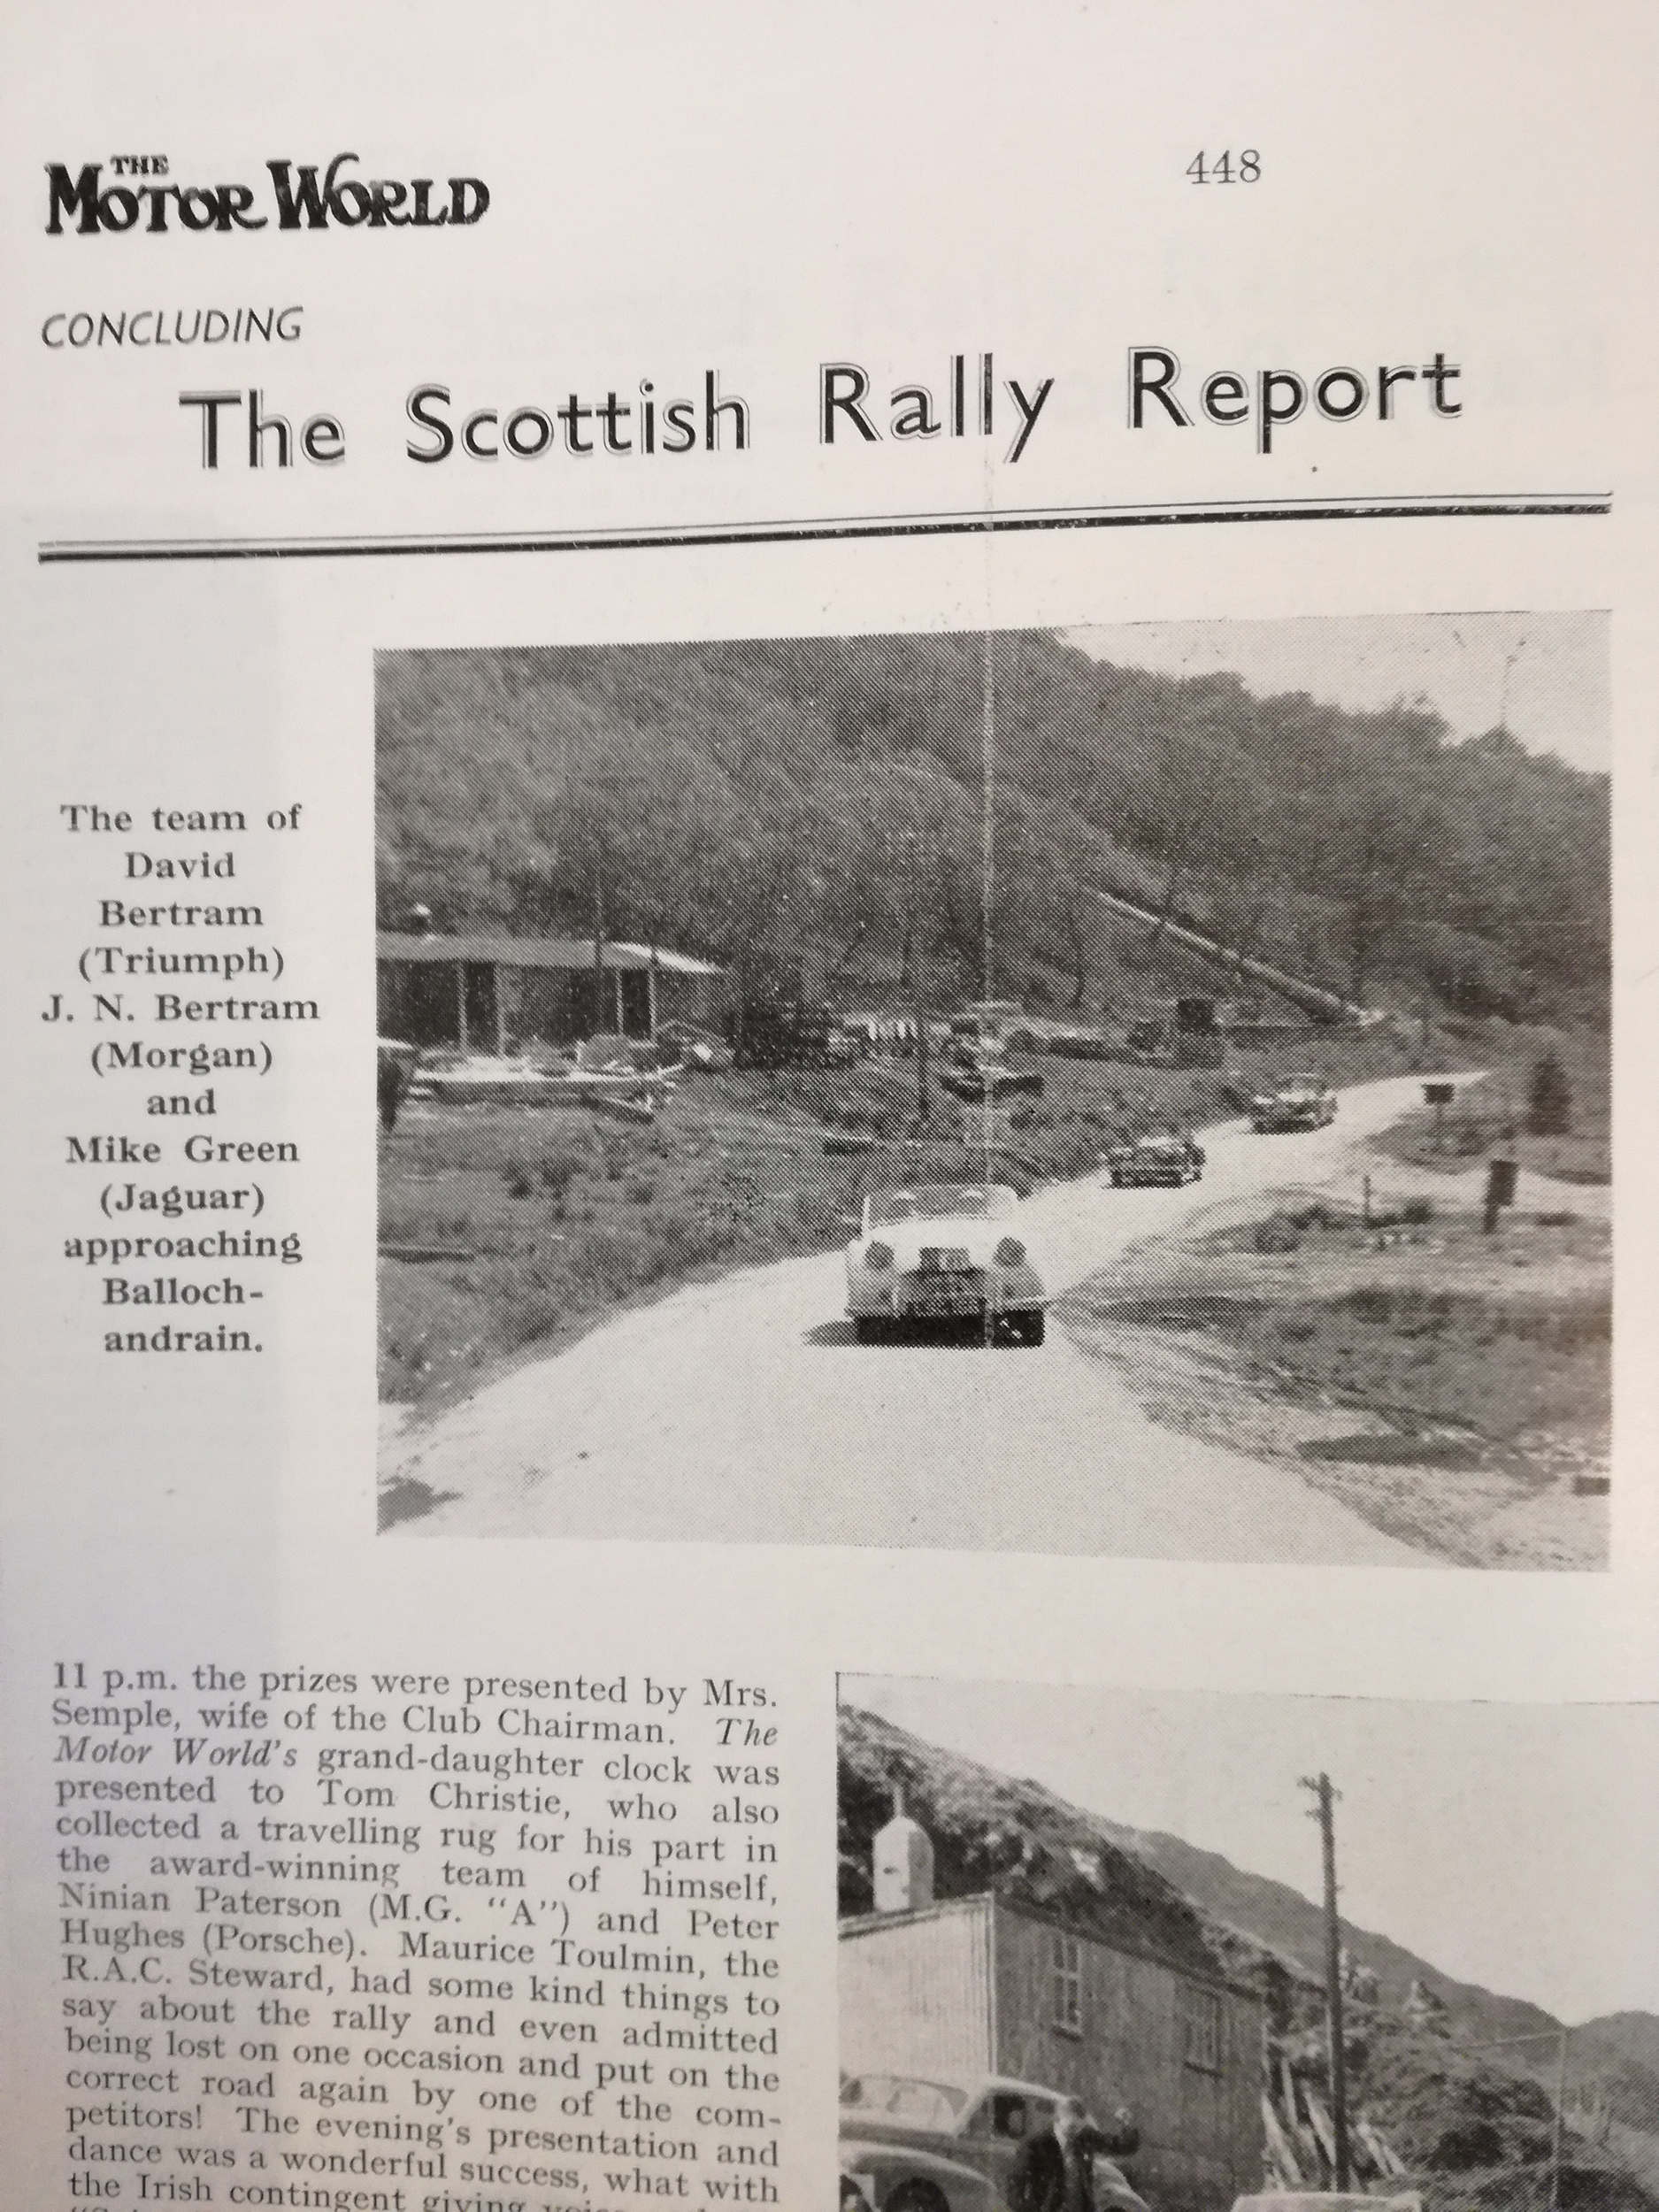 THE
MOTOR WORLD
448
CONCLUDING
The Scottish Rally Report
The team of
David
Bertram
(Triumph)
J. N. Bertram
(Morgan)
and
Mike Green
(Jaguar)
approaching
Balloch-
andrain.
11 p.m. the prizes were presented by Mrs.
Semple, wife of the Club Chairman. The
Motor World's grand-daughter clock was
presented to Tom Christie, who also
collected a travelling rug for his part in
the award-winning team of himself,
Ninian Paterson (M.G. "A") and Peter
Hughes (Porsche). Maurice Toulmin, the
R.A.C. Steward, had some kind things to
say about the rally and even admitted
being lost on one occasion and put on the
correct road again by one of the com-
petitors! The evening's presentation and
dance was a wonderful success, what with
the Irish contingent giving